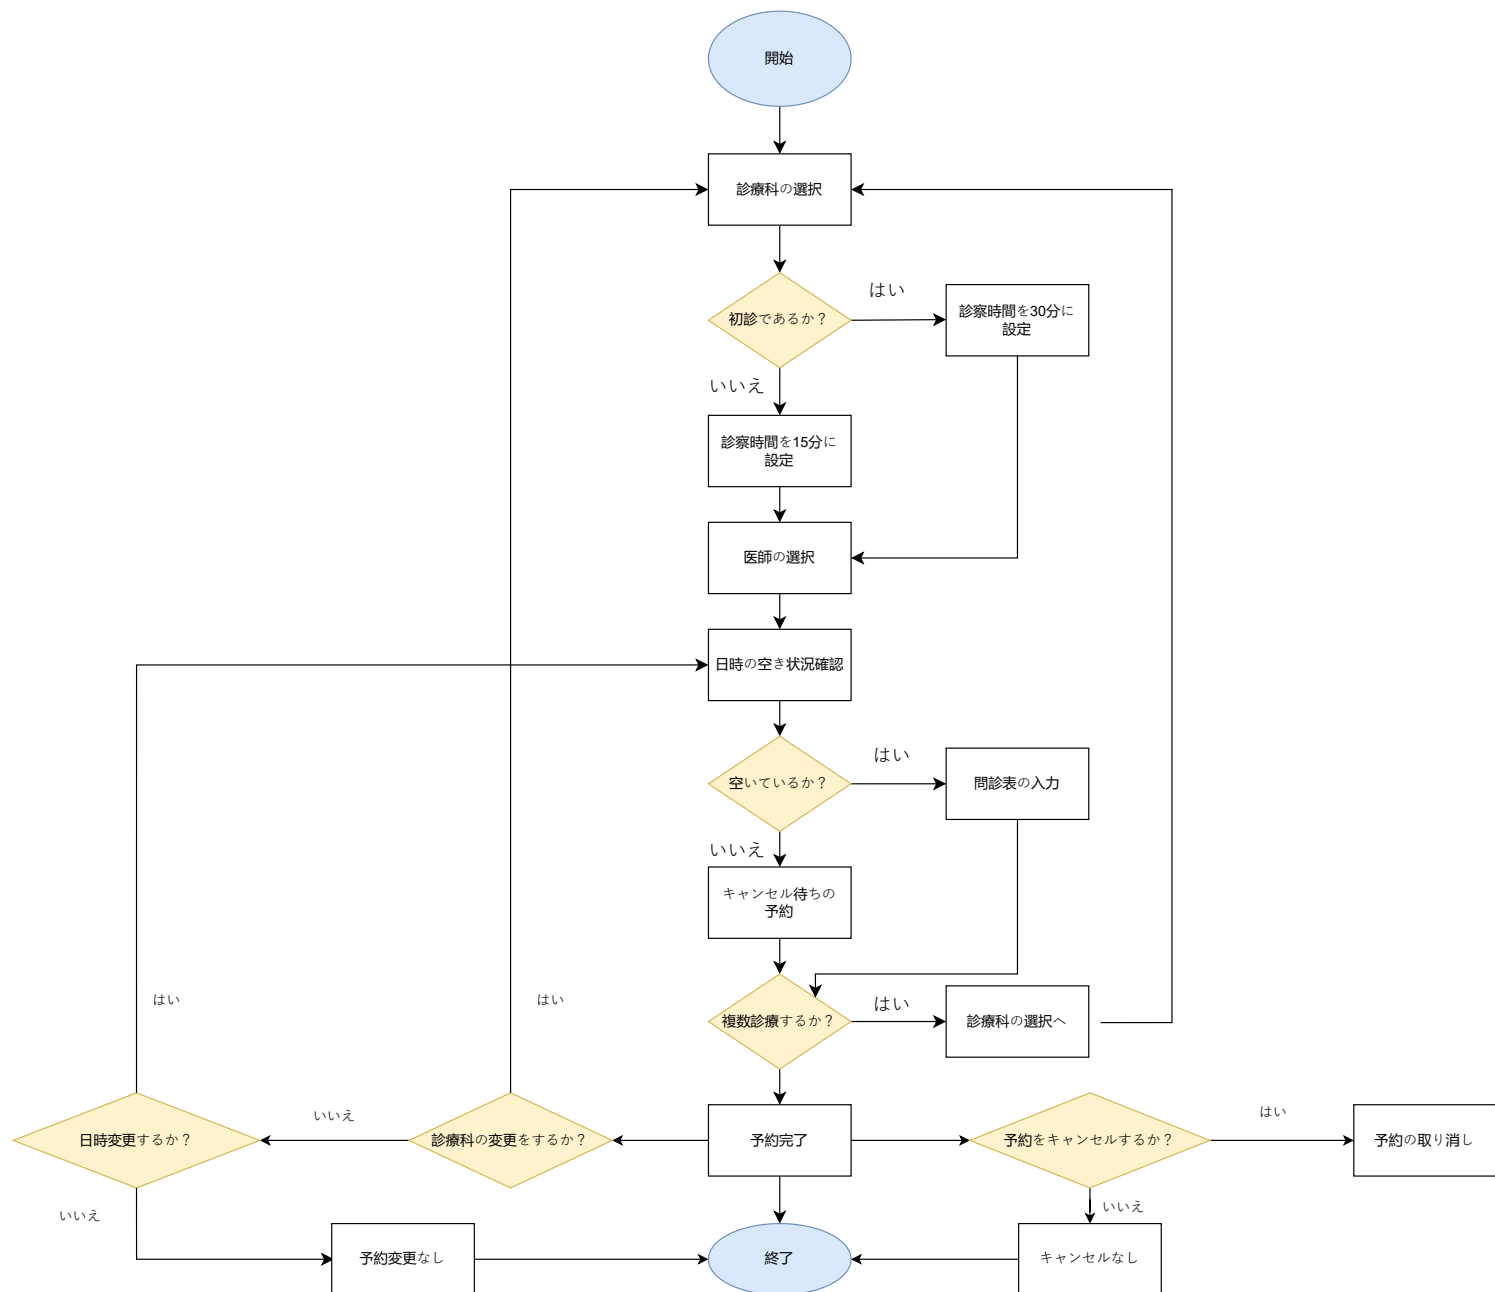 開始
診療科の選択
初診であるか？
はい
診察時間を30分に
設定
いいえ
診察時間を15分に
設定
医師の選択
日時の空き状況確認
空いているか？
はい
問診表の入力
いいえ
キャンセル待ちの
予約
複数診療するか？
はい
診療科の選択へ
はい
はい
日時変更するか？
いいえ
診療科の変更をするか？
予約完了
予約をキャンセルするか？
はい
予約の取り消し
いいえ
いいえ
予約変更なし
終了
キャンセルなし